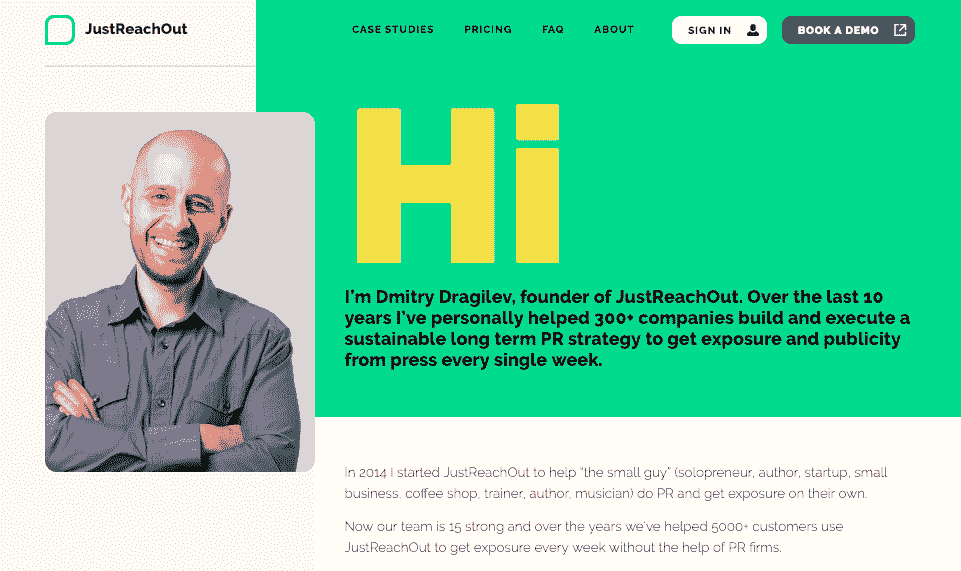 JustReachOut
CASE STUDIES PRICING FAQ ABOUT SIGN IN BOOK A DEMO
Hi
I’m Dmitry Dragilev, founder of JustReachOut. Over the last 10
years I’ve personally helped 300+ companies build and execute a
sustainable long term PR strategy to get exposure and publicity
from press every single week.
In 2014 I started JustReachOut to help “the small guy” (solopreneur, author, startup, small
business, coffee shop, trainer, author, musician) do PR and get exposure on their own.
Now our team is 15 strong and over the years we’ve helped 5000+ customers use
JustReachOut to get exposure every week without the help of PR firms.